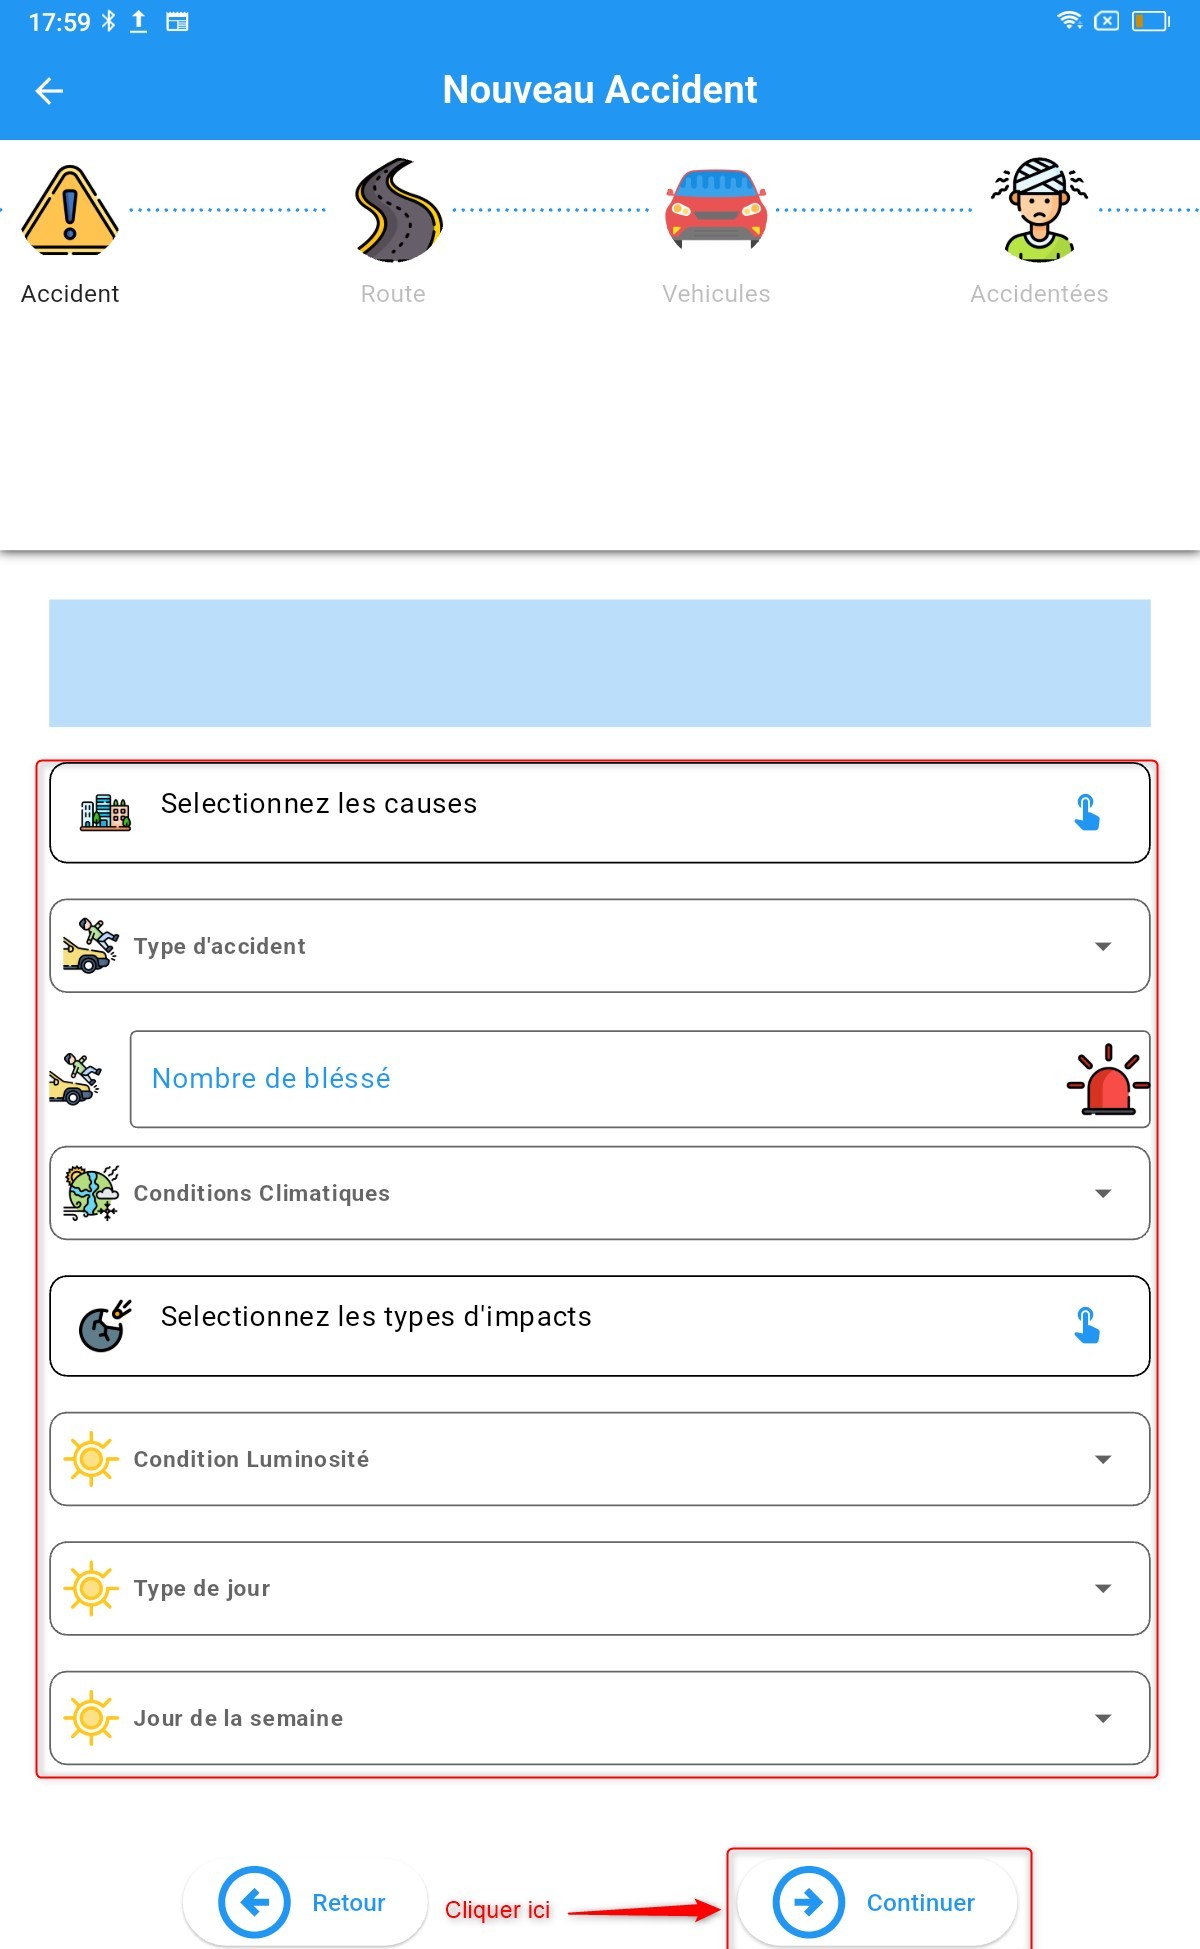 17:59
Nouveau Accident
Accident
Route
Vehicules
Accidentées
Selectionnez les causes
Type d'accident
Nombre de bléssé
Conditions Climatiques
Selectionnez les types d'impacts
Condition Luminosité
Type de jour
Jour de la semaine
Retour
Cliquer ici
Continuer